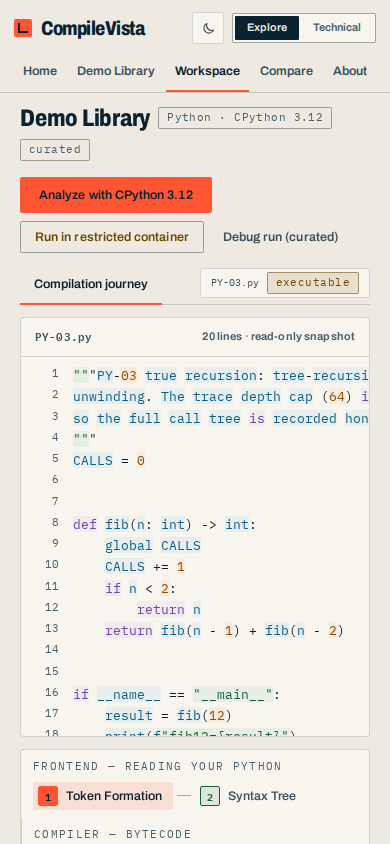 CompileVista
Explore
Technical
Home
Demo Library
Workspace
Compare
About
Demo Library
Python · CPython 3.12
curated
Analyze with CPython 3.12
Run in restricted container
Debug run (curated)
Compilation journey
PY-03.py
executable
PY-03.py
20 lines · read-only snapshot
1 """PY-03 true recursion: tree-recursi
2 unwinding. The trace depth cap (64) i
3 so the full call tree is recorded hon
4 """
5 CALLS = 0
6
7
8 def fib(n: int) -> int:
9     global CALLS
10     CALLS += 1
11     if n < 2:
12         return n
13     return fib(n - 1) + fib(n - 2)
14
15
16 if __name__ == "__main__":
17     result = fib(12)
18     print(f"fib12={result}")
FRONTEND — READING YOUR PYTHON
1 Token Formation
2 Syntax Tree
COMPILER — BYTECODE